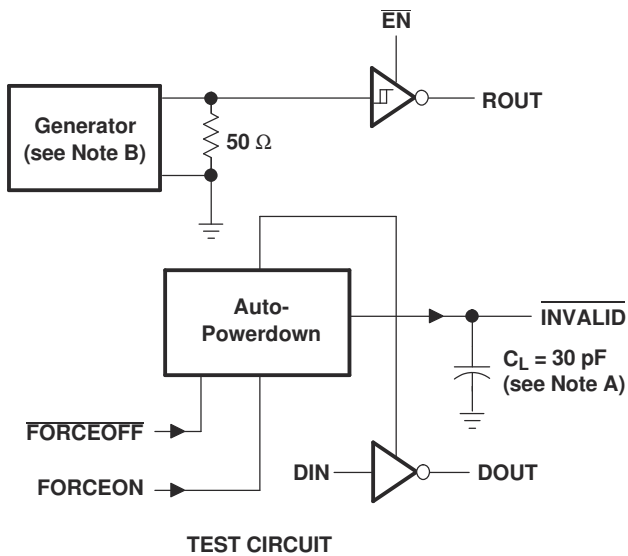 EN
Generator
(see Note B)
50 Ω
ROUT
Auto-
Powerdown
INVALID
CL = 30 pF
(see Note A)
FORCEOFF
FORCEON
DIN
DOUT
TEST CIRCUIT